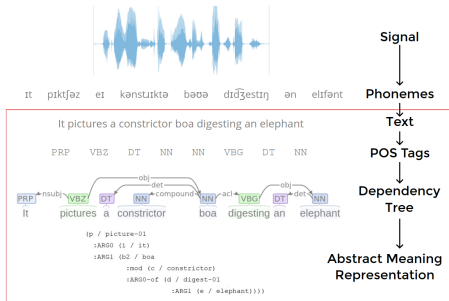 Signal
ɪt pɪktʃəz eɪ kənstɹɪktə bəʊə dɪd͡ʒestɪŋ ən elɪfənt
Phonemes
It pictures a constrictor boa digesting an elephant
Text
PRP VBZ DT NN NN VBG DT NN
POS Tags
obj
det
det
PRP nsubj VBZ DT NN compound NN acl VBG DT NN
It pictures a constrictor boa digesting an elephant
Dependency
Tree
(p / picture-01
:ARG0 (i / it)
:ARG1 (b2 / boa
:mod (c / constrictor)
:ARG0-of (d / digest-01
:ARG1 (e / elephant))))
Abstract Meaning
Representation